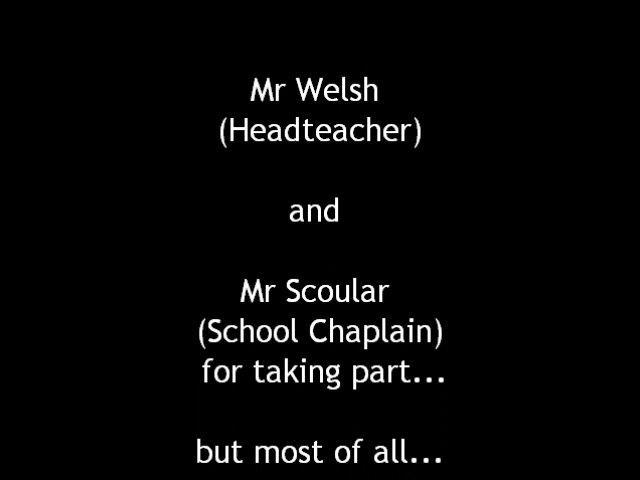 Mr Welsh
(Headteacher)
and
Mr Scoular
(School Chaplain)
for taking part...
but most of all...